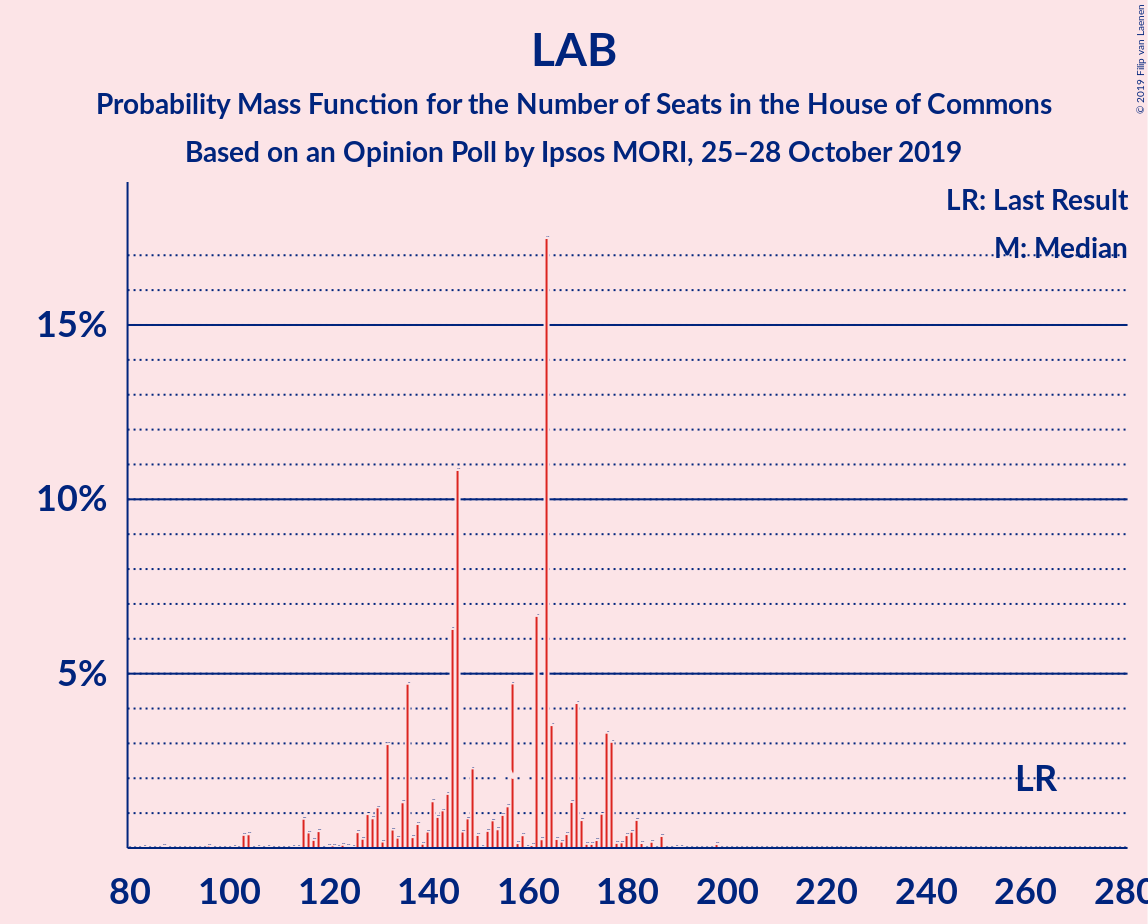 LAB
Probability Mass Function for the Number of Seats in the House of Commons
Based on an Opinion Poll by Ipsos MORI, 25–28 October 2019
© 2019 Filip van Laenen
LR: Last Result
M: Median
15%
10%
5%
LR
80 100 120 140 160 180 200 220 240 260 280